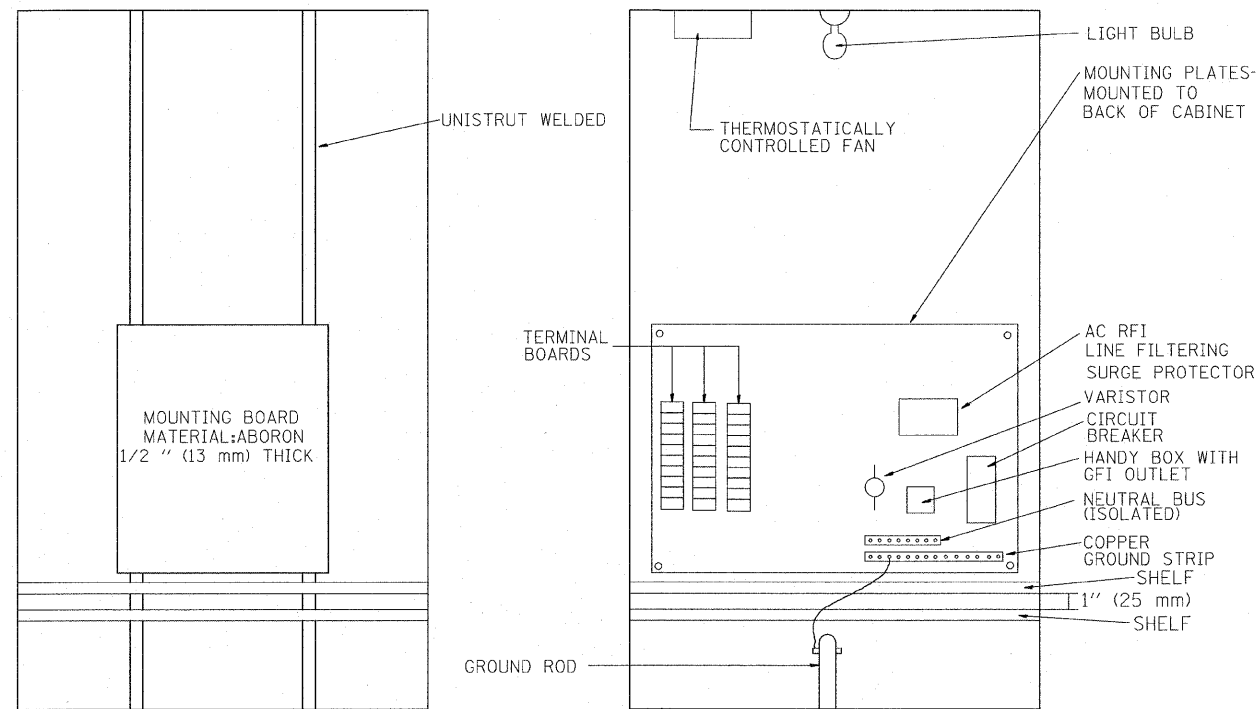 LIGHT BULB
MOUNTING PLATES-
MOUNTED TO
BACK OF CABINET
UNISTRUT WELDED
THERMOSTATICALLY
CONTROLLED FAN
TERMINAL
BOARDS
AC RFI
LINE FILTERING
SURGE PROTECTOR
VARISTOR
CIRCUIT
BREAKER
HANDY BOX WITH
GFI OUTLET
NEUTRAL BUS
(ISOLATED)
COPPER
GROUND STRIP
SHELF
1" (25 mm)
SHELF
MOUNTING BOARD
MATERIAL:ABORON
1/2 " (13 mm) THICK
GROUND ROD